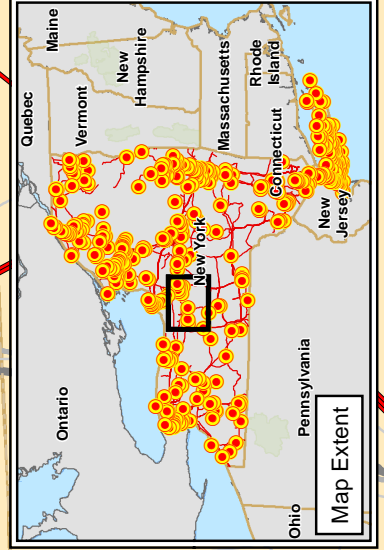 Quebec
Maine
Ontario
Vermont
New
Hampshire
Massachusetts
Rhode
Island
New York
Connecticut
New
Jersey
Pennsylvania
Ohio
Map Extent